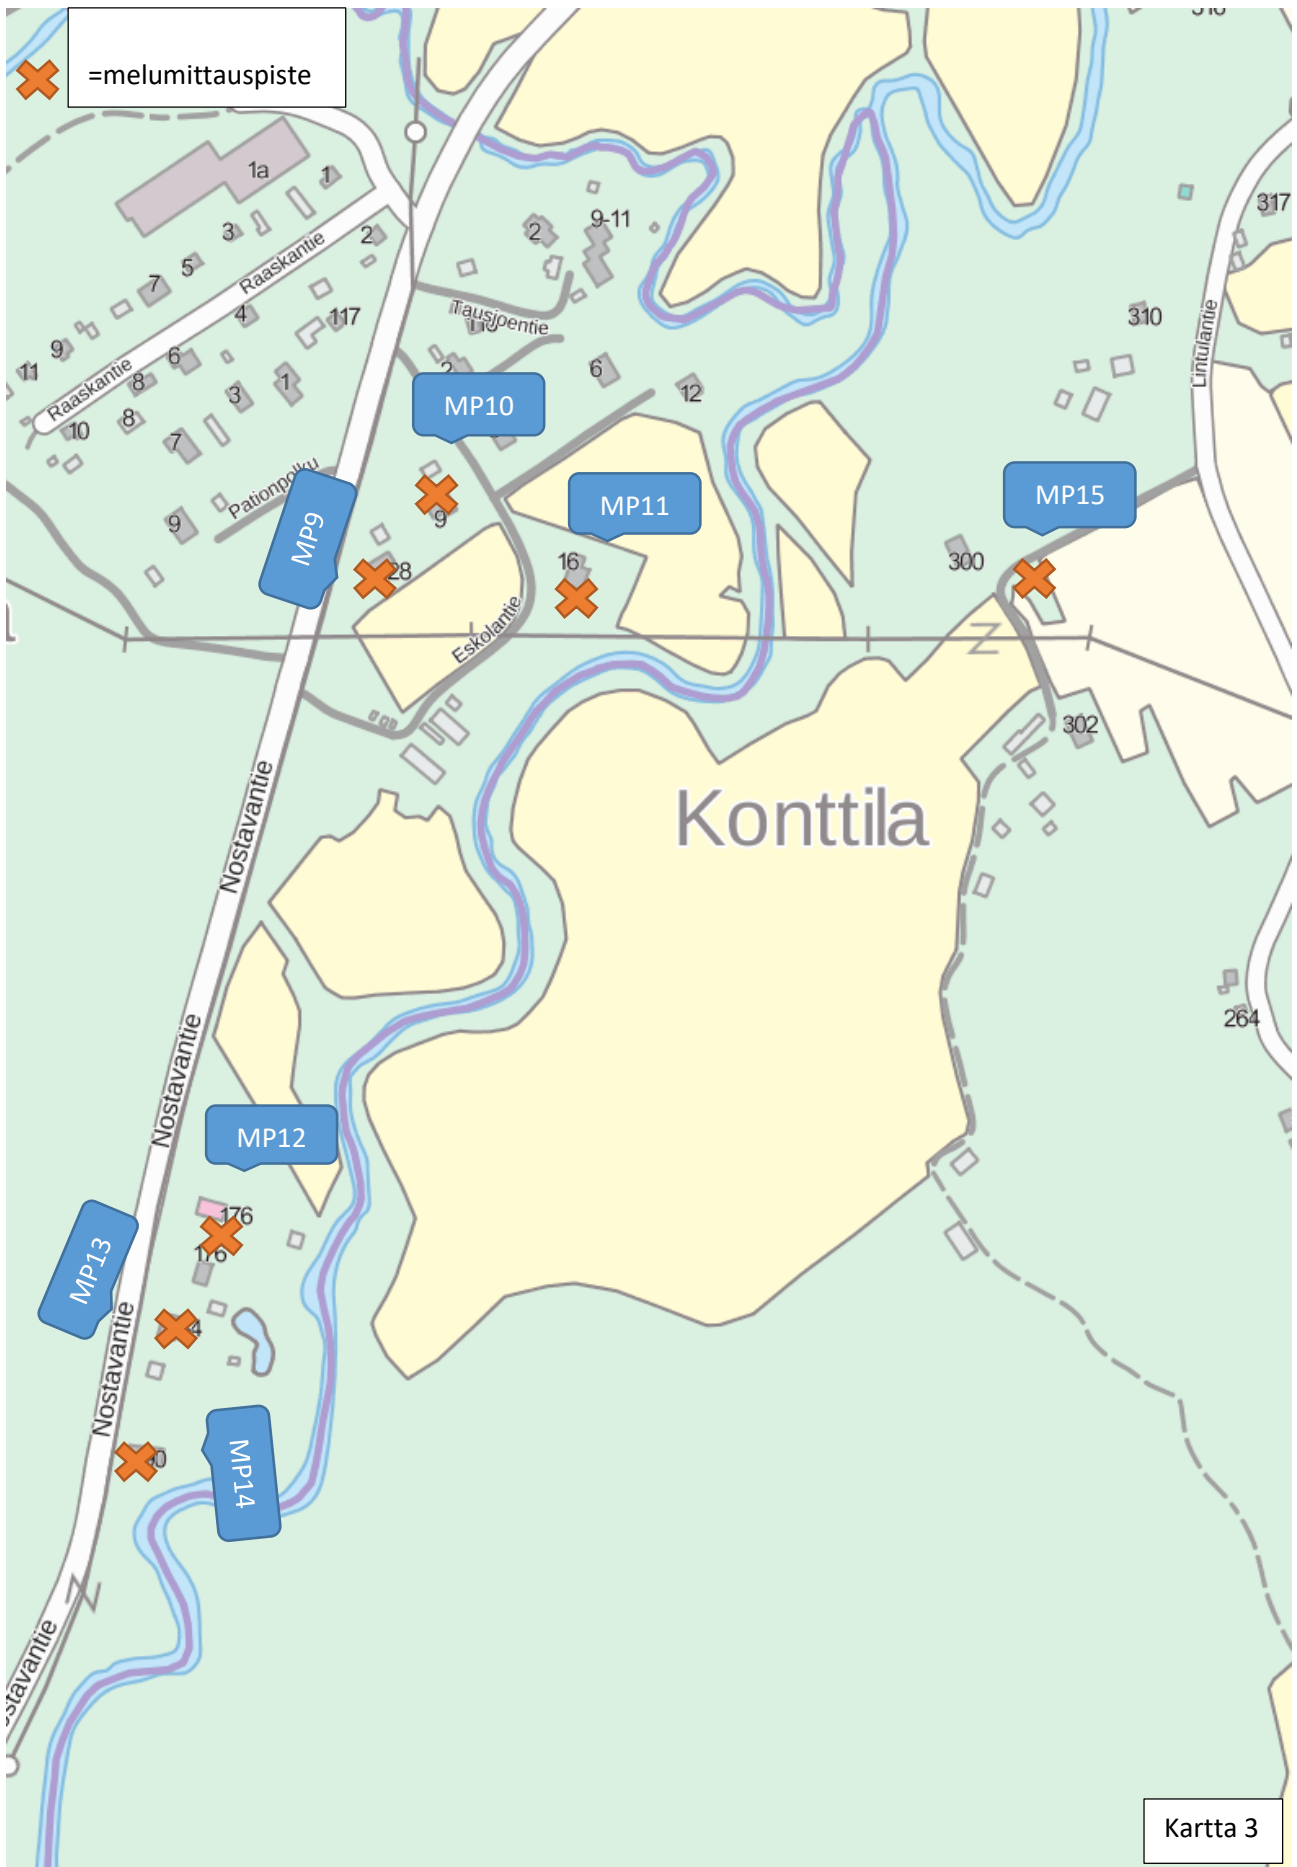 =melumittauspiste
1a
1
3
2
9-11
2
317
5
Raaskantie
7
4
117
Tausjoentie
310
Lintulantie
9
6
11
8
Raaskantie
3
1
2
6
12
MP10
10
8
7
Pationpolku
MP9
MP11
MP15
9
9
28
16
300
Eskolantie
302
Nostavantie
Konttila
264
Nostavantie
MP12
176
176
MP13
4
Nostavantie
MP14
Kartta 3